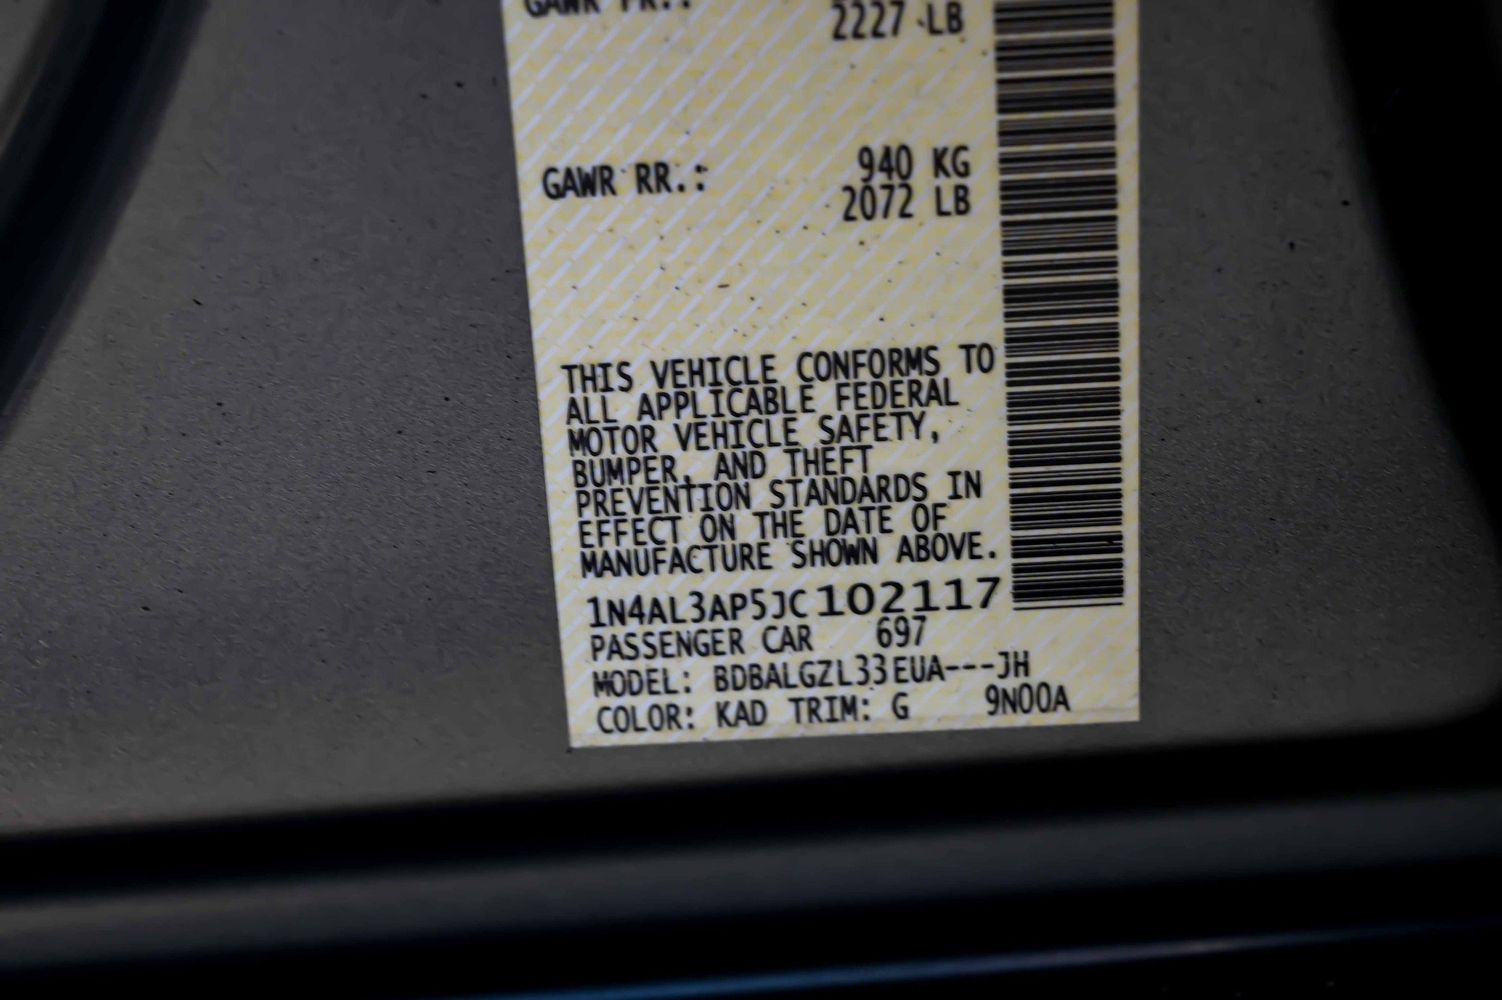 GAWR FR.:
2227 LB
GAWR RR.: 940 KG
2072 LB
THIS VEHICLE CONFORMS TO
ALL APPLICABLE FEDERAL
MOTOR VEHICLE SAFETY,
BUMPER, AND THEFT
PREVENTION STANDARDS IN
EFFECT ON THE DATE OF
MANUFACTURE SHOWN ABOVE.
1N4AL3AP5JC102117
PASSENGER CAR 697
MODEL: BDBALGZL33EUA---JH
COLOR: KAD TRIM: G 9N00A